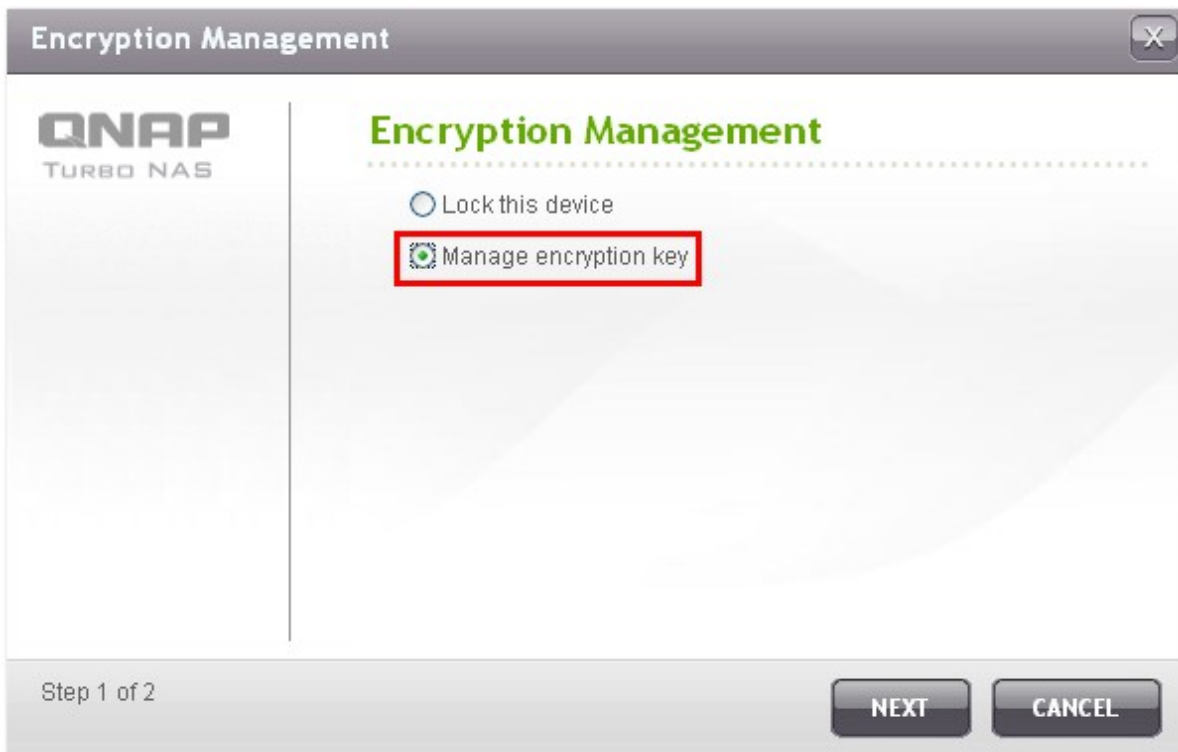 Encryption Management
X
QNAP
TURBO NAS
Encryption Management
Lock this device
Manage encryption key
Step 1 of 2
NEXT
CANCEL